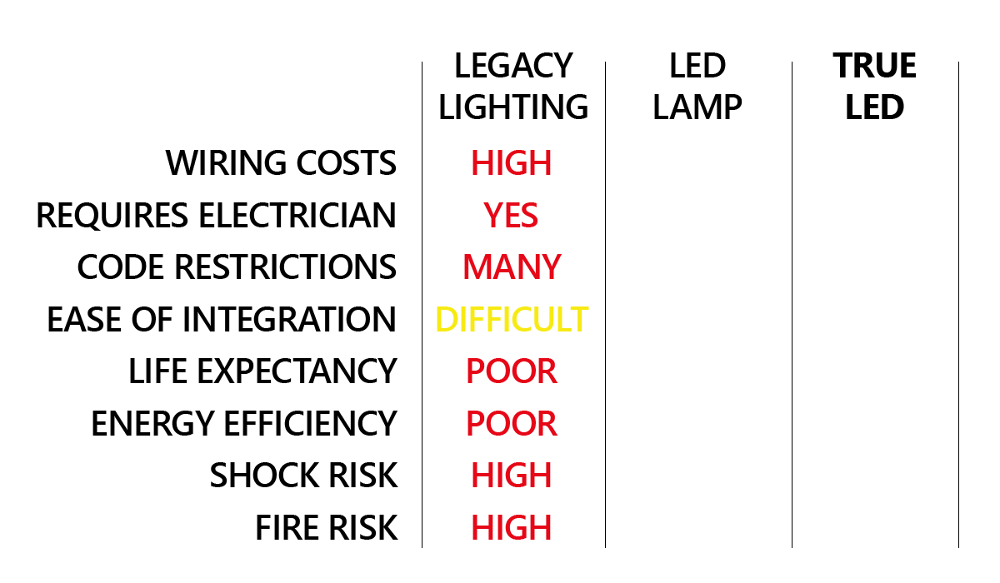 LEGACY LIGHTING LED LAMP TRUE LED
WIRING COSTS HIGH
REQUIRES ELECTRICIAN YES
CODE RESTRICTIONS MANY
EASE OF INTEGRATION DIFFICULT
LIFE EXPECTANCY POOR
ENERGY EFFICIENCY POOR
SHOCK RISK HIGH
FIRE RISK HIGH